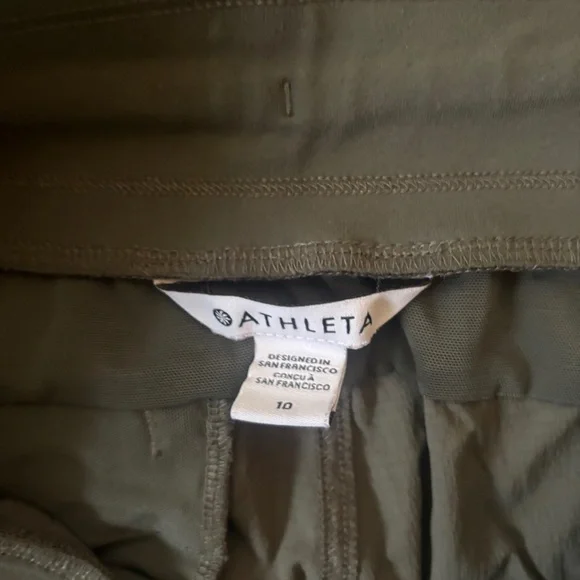 ATHLETA
DESIGNED IN
SAN FRANCISCO
CONÇU À
SAN FRANCISCO
10